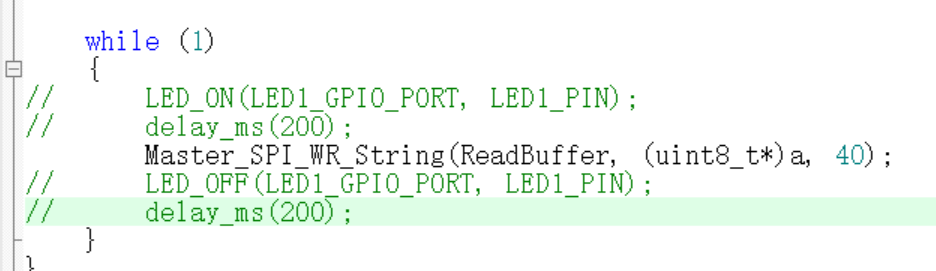 while (1)
{
//      LED_ON(LED1_GPIO_PORT, LED1_PIN);
//      delay_ms(200);
        Master_SPI_WR_String(ReadBuffer, (uint8_t*)a, 40);
//      LED_OFF(LED1_GPIO_PORT, LED1_PIN);
//      delay_ms(200);
}
}